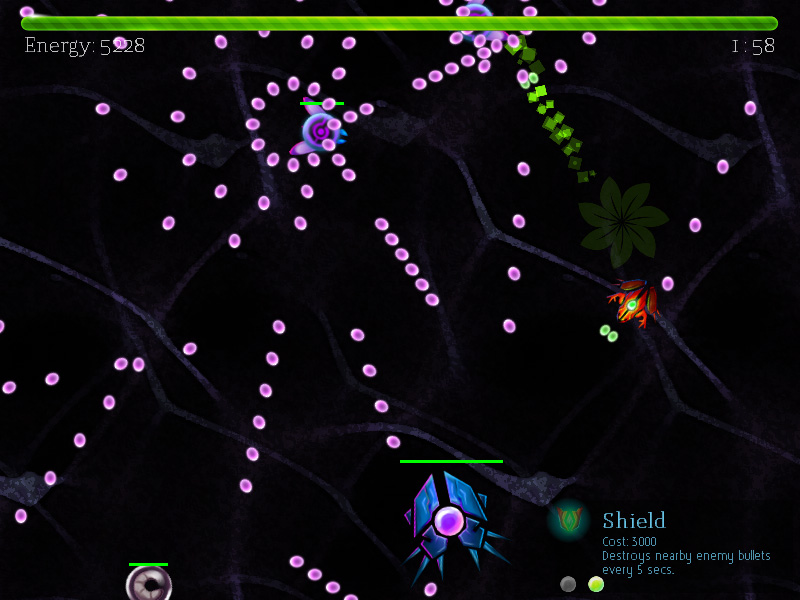 Energy: 5228
1:58
Shield
Cost: 3000
Destroys nearby enemy bullets
every 5 secs.